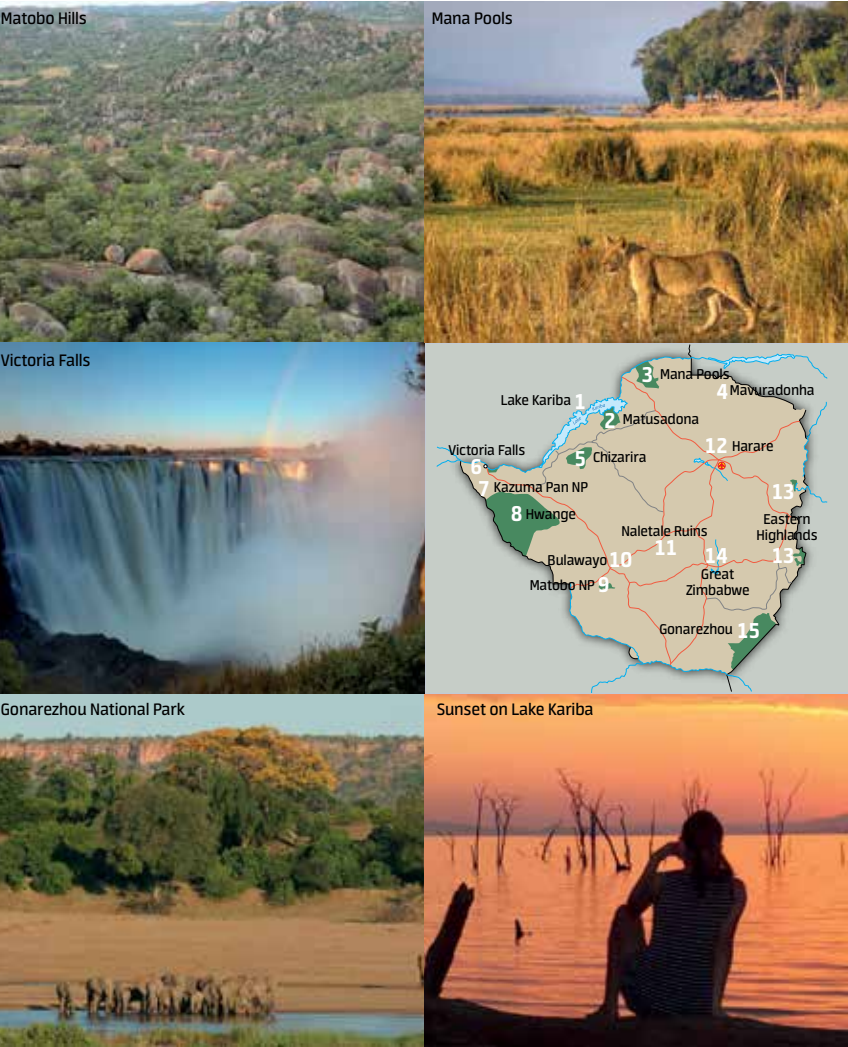 Matobo Hills
Mana Pools
Victoria Falls
3 Mana Pools
4 Mavuradonha
Lake Kariba 1
2 Matusadona
12 Harare
Victoria Falls
6
5 Chizarira
7 Kazuma Pan NP
13
8 Hwange
Eastern
Highlands
13
Naletale Ruins
11
Bulawayo 10
14
Great
Zimbabwe
Matobo NP 9
Gonarezhou 15
Gonarezhou National Park
Sunset on Lake Kariba